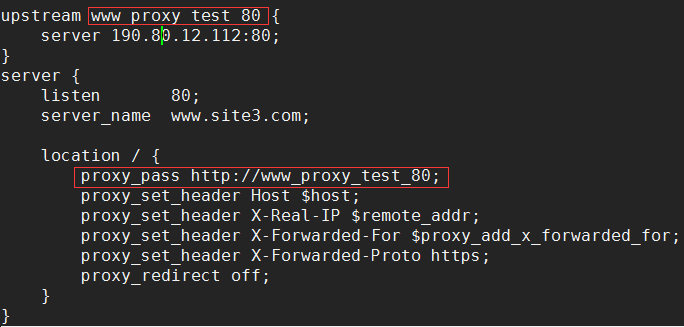 upstream www_proxy_test_80 {
    server 190.80.12.112:80;
}
server {
    listen       80;
    server_name  www.site3.com;

    location / {
        proxy_pass http://www_proxy_test_80;
        proxy_set_header Host $host;
        proxy_set_header X-Real-IP $remote_addr;
        proxy_set_header X-Forwarded-For $proxy_add_x_forwarded_for;
        proxy_set_header X-Forwarded-Proto https;
        proxy_redirect off;
    }
}